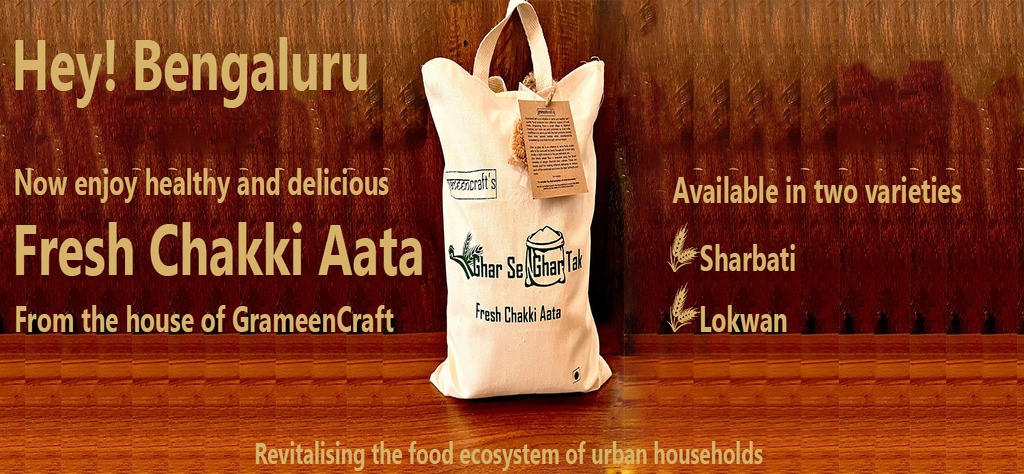 Hey! Bengaluru
Now enjoy healthy and delicious
Fresh Chakki Aata
From the house of GrameenCraft
grameencraft's
Ghar Se Ghar Tak
Fresh Chakki Aata
Available in two varieties
Sharbati
Lokwan
Revitalising the food ecosystem of urban households